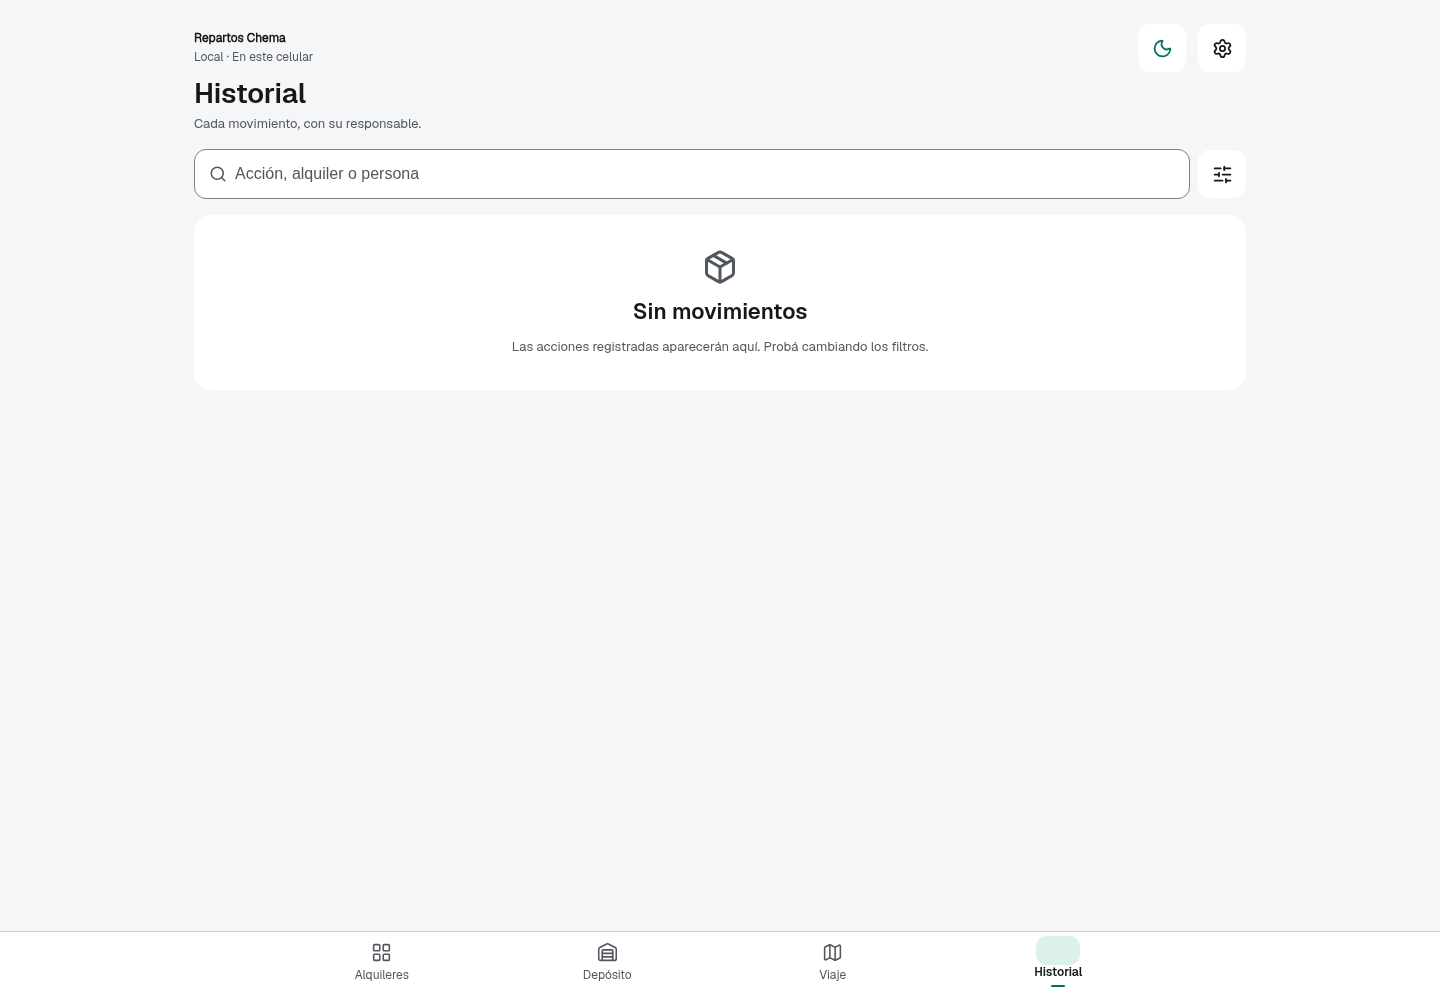 Repartos Chema
Local · En este celular
Historial
Cada movimiento, con su responsable.
Acción, alquiler o persona
Sin movimientos
Las acciones registradas aparecerán aquí. Probá cambiando los filtros.
Alquileres
Depósito
Viaje
Historial